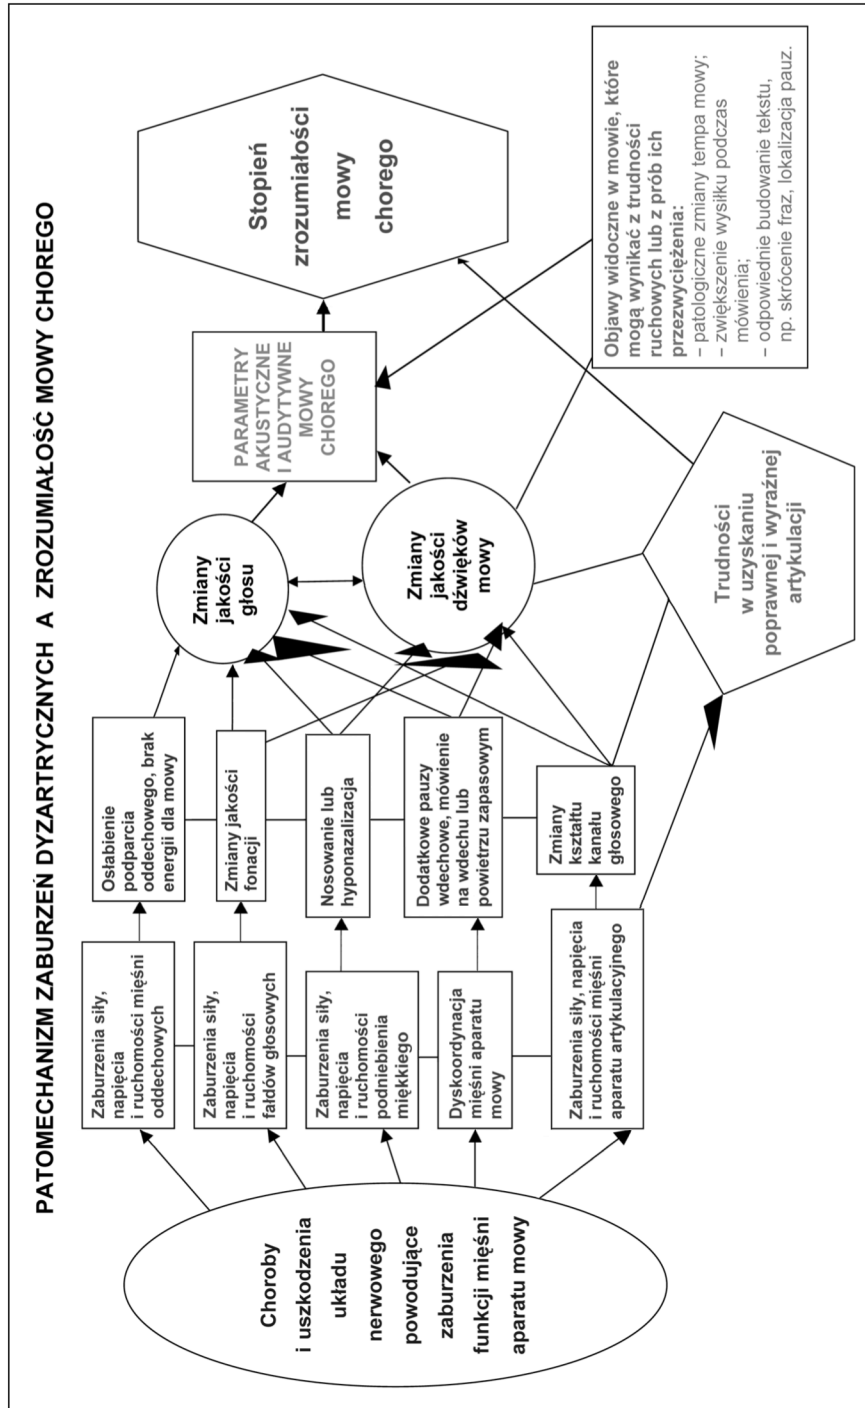 PATOMECHANIZM ZABURZEŃ DYZARTRYCZNYCH A ZROZUMIAŁOŚĆ MOWY CHOREGO
Choroby
i uszkodzenia
układu
nerwowego
powodujące
zaburzenia
funkcji mięśni
aparatu mowy
Zaburzenia siły,
napięcia
i ruchomości mięśni
oddechowych
Zaburzenia siły,
napięcia
i ruchomości
fałdów głosowych
Zaburzenia siły,
napięcia
i ruchomości
podniebienia
miękkiego
Dyskoordynacja
mięśni aparatu
mowy
Zaburzenia siły, napięcia
i ruchomości mięśni
aparatu artykulacyjnego
Osłabienie
podparcia
oddechowego, brak
energii dla mowy
Zmiany jakości
fonacji
Nosowanie lub
hyponazalizacja
Dodatkowe pauzy
wdechowe, mówienie
na wdechu lub
powietrzu zapasowym
Zmiany
kształtu
kanału
głosowego
Zmiany
jakości
głosu
Zmiany
jakości
dźwięków
mowy
Trudności
w uzyskaniu
poprawnej i wyraźnej
artykulacji
PARAMETRY
AKUSTYCZNE
I AUDYTYWNE
MOWY
CHOREGO
Stopień
zrozumiałości
mowy
chorego
Objawy widoczne w mowie, które
mogą wynikać z trudności
ruchowych lub z prób ich
przezwyciężenia:
– patologiczne zmiany tempa mowy;
– zwiększenie wysiłku podczas
mówienia;
– odpowiednie budowanie tekstu,
np. skrócenie fraz, lokalizacja pauz.